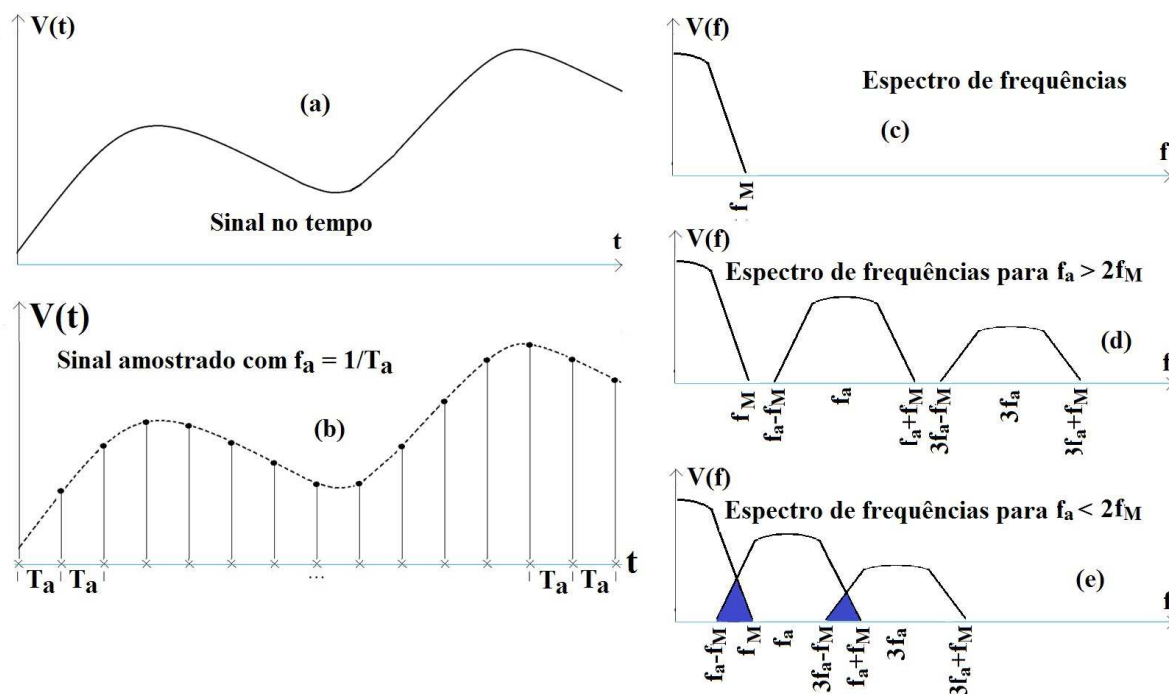 V(t)
(a)
Sinal no tempo
t
V(t)
Sinal amostrado com fa = 1/Ta
(b)
t
Ta Ta ... Ta Ta
V(f)
Espectro de frequências
(c)
f
fM
V(f)
Espectro de frequências para fa > 2fM
(d)
f
fM fa-fM fa fa+fM 3fa-fM 3fa 3fa+fM
V(f)
Espectro de frequências para fa < 2fM
(e)
f
fa-fM fM fa 3fa-fM fa+fM 3fa 3fa+fM